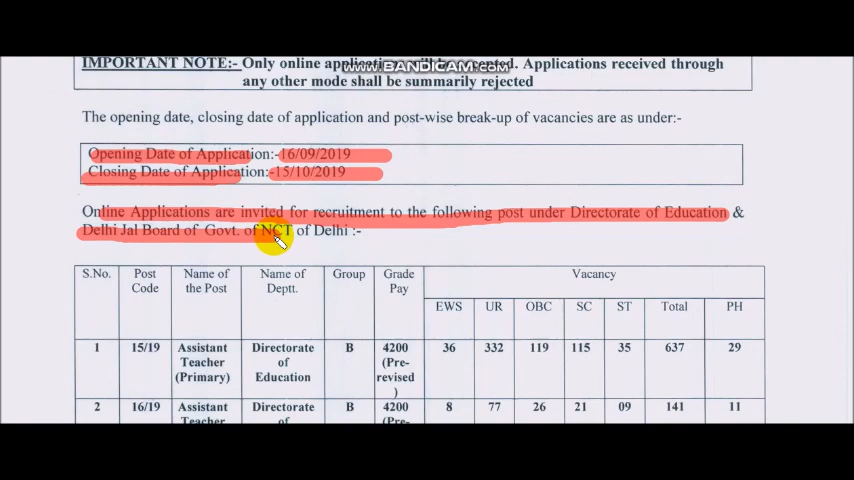 IMPORTANT NOTE:- Only online applications will be accepted. Applications received through
www.BANDICAM.com
any other mode shall be summarily rejected
The opening date, closing date of application and post-wise break-up of vacancies are as under:-
Opening Date of Application:-16/09/2019
Closing Date of Application:-15/10/2019
Online Applications are invited for recruitment to the following post under Directorate of Education &
Delhi Jal Board of Govt. of NCT of Delhi :-
S.No. Post Code Name of the Post Name of Deptt. Group Grade Pay Vacancy
EWS UR OBC SC ST Total PH
1 15/19 Assistant Directorate B 4200 36 332 119 115 35 637 29
Teacher of (Pre-
(Primary) Education revised
)
2 16/19 Assistant Directorate B 4200 8 77 26 21 09 141 11
Teacher of (Pre-